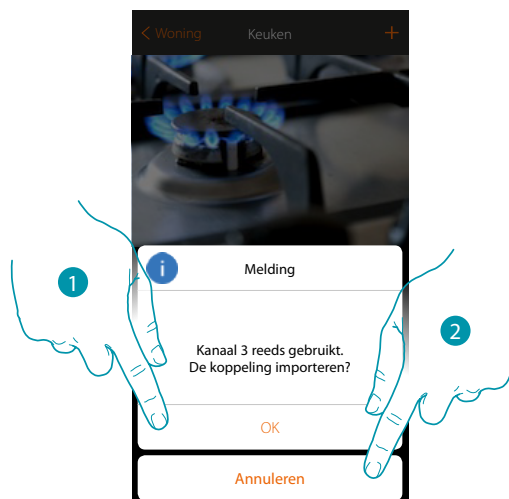 < Woning Keuken +
i Melding
1
2
Kanaal 3 reeds gebruikt.
De koppeling importeren?
OK
Annuleren